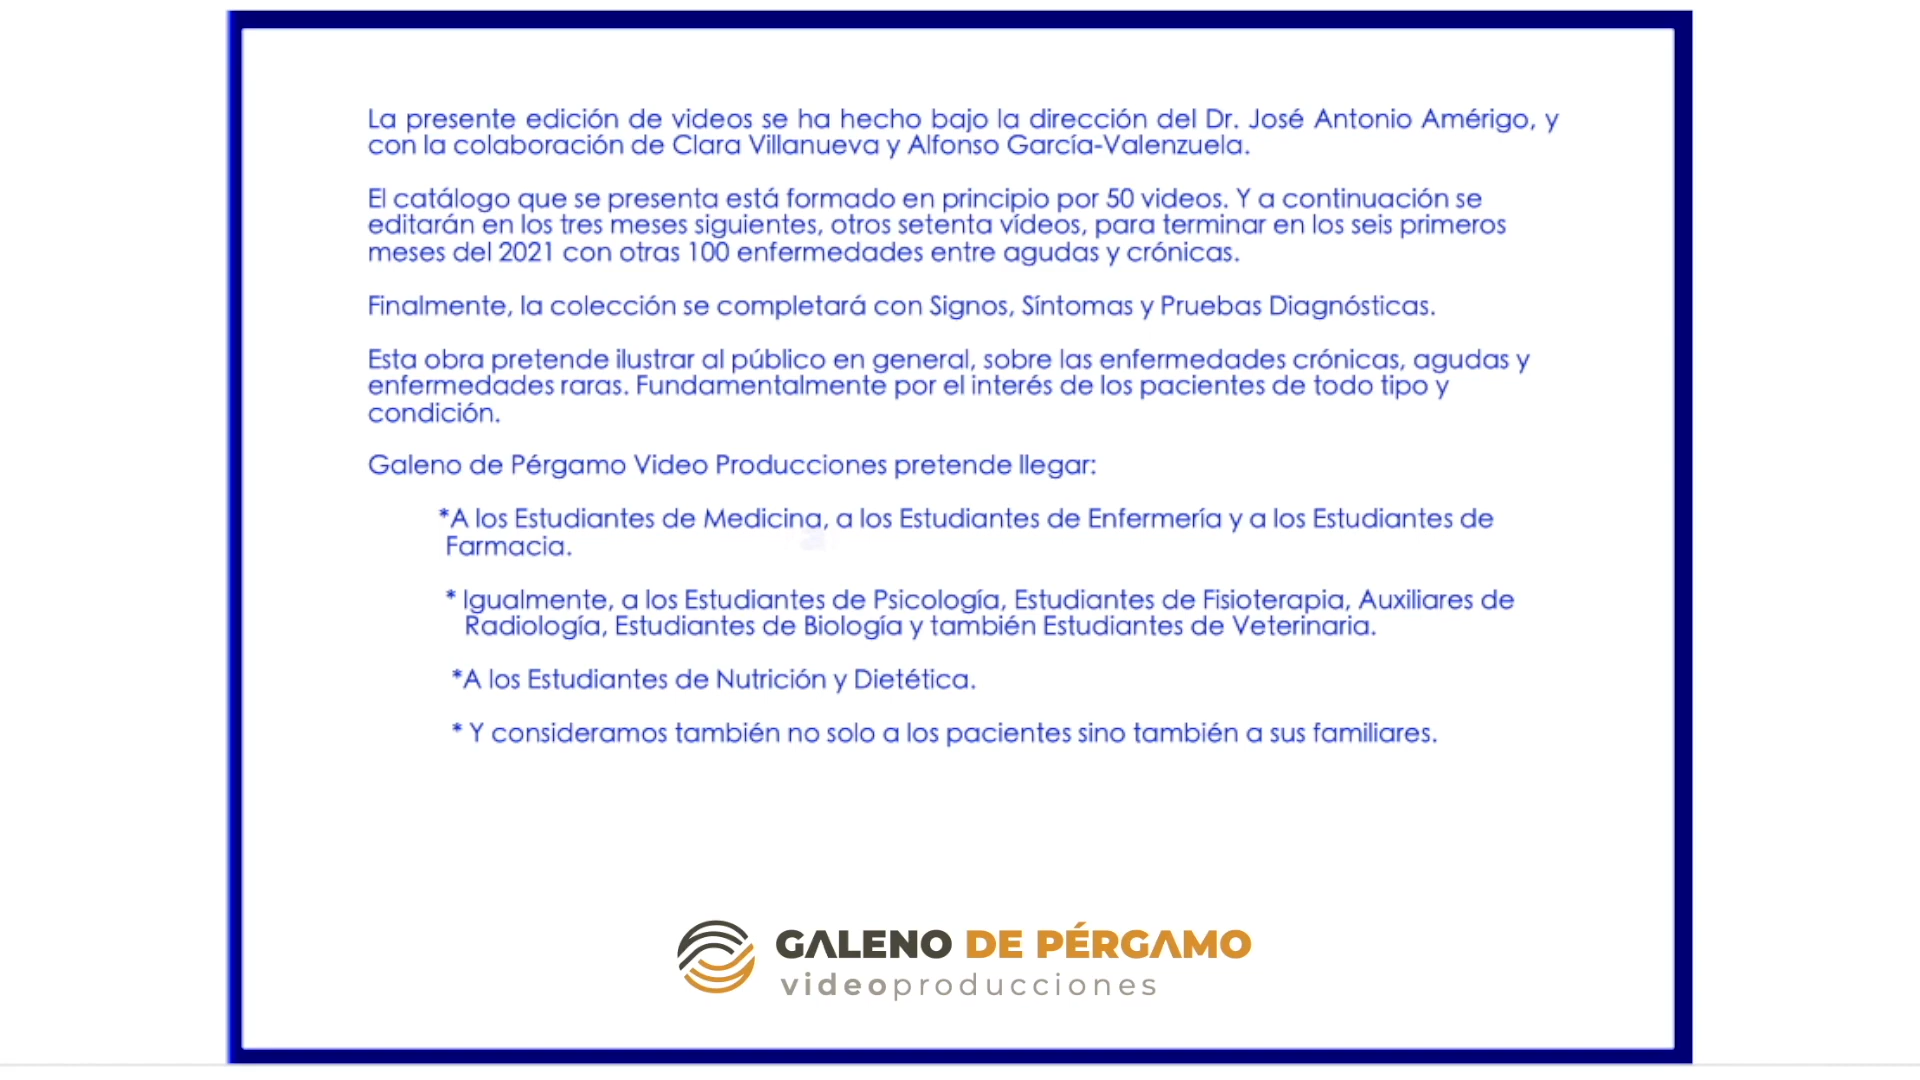 La presente edición de videos se ha hecho bajo la dirección del Dr. José Antonio Amérigo, y
con la colaboración de Clara Villanueva y Alfonso García-Valenzuela.
El catálogo que se presenta está formado en principio por 50 videos. Y a continuación se
editarán en los tres meses siguientes, otros setenta vídeos, para terminar en los seis primeros
meses del 2021 con otras 100 enfermedades entre agudas y crónicas.
Finalmente, la colección se completará con Signos, Síntomas y Pruebas Diagnósticas.
Esta obra pretende ilustrar al público en general, sobre las enfermedades crónicas, agudas y
enfermedades raras. Fundamentalmente por el interés de los pacientes de todo tipo y
condición.
Galeno de Pérgamo Video Producciones pretende llegar:
*A los Estudiantes de Medicina, a los Estudiantes de Enfermería y a los Estudiantes de
Farmacia.
* Igualmente, a los Estudiantes de Psicología, Estudiantes de Fisioterapia, Auxiliares de
Radiología, Estudiantes de Biología y también Estudiantes de Veterinaria.
*A los Estudiantes de Nutrición y Dietética.
* Y consideramos también no solo a los pacientes sino también a sus familiares.
GALENO DE PÉRGAMO
videoproducciones